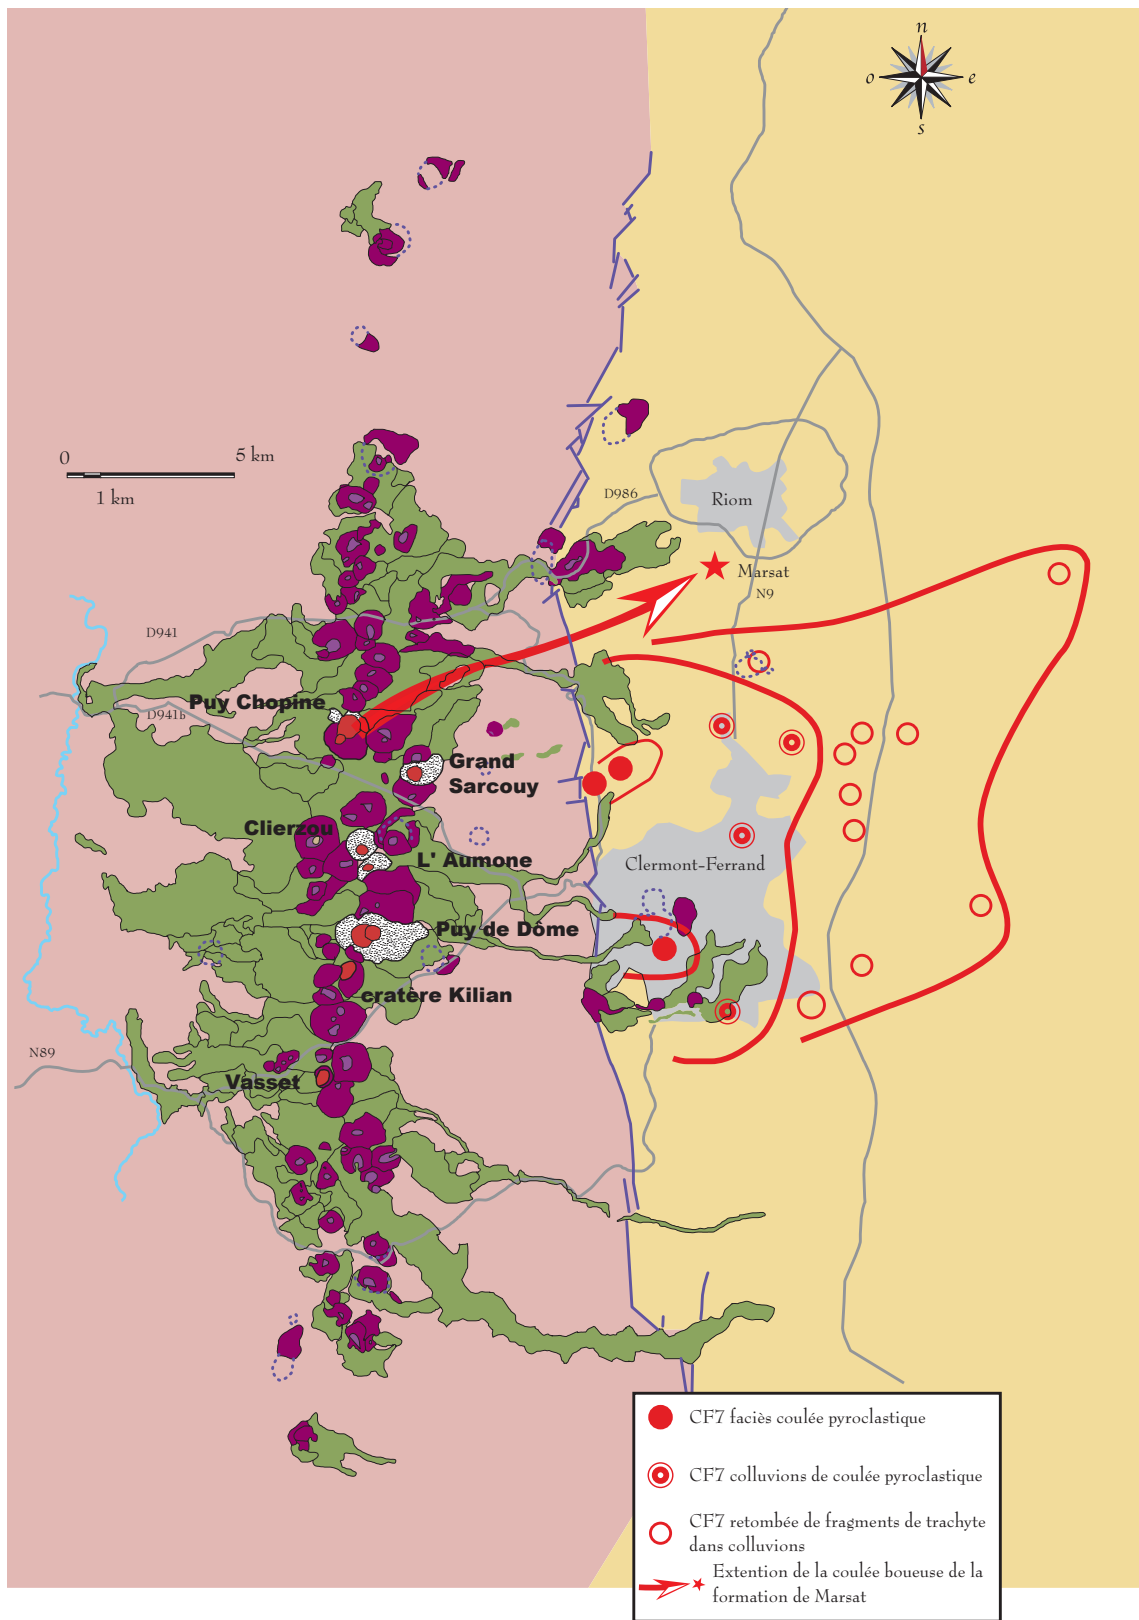 n
o
e
s
0
5 km
1 km
D986
Riom
Marsat
N9
D941
Puy Chopine
D941b
Grand
Sarcouy
Clierzou
L' Aumone
Clermont-Ferrand
Puy de Dôme
cratère Kilian
N89
Vasset
CF7 faciès coulée pyroclastique
CF7 colluvions de coulée pyroclastique
CF7 retombée de fragments de trachyte
dans colluvions
Extention de la coulée boueuse de la
formation de Marsat